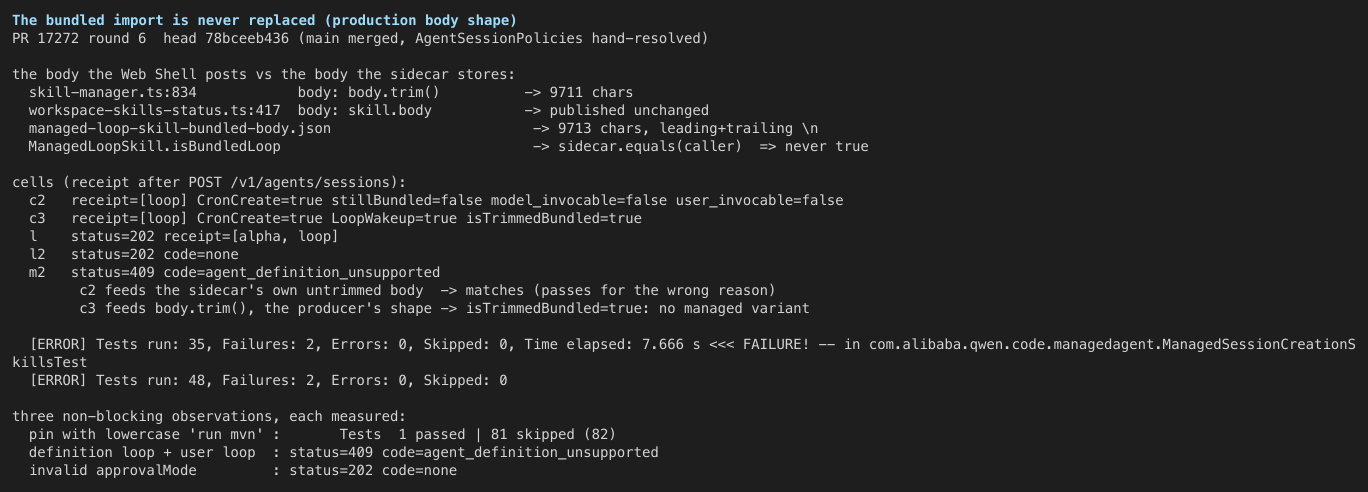 The bundled import is never replaced (production body shape)
PR 17272 round 6  head 78bceeb436 (main merged, AgentSessionPolicies hand-resolved)

the body the Web Shell posts vs the body the sidecar stores:
  skill-manager.ts:834            body: body.trim()          -> 9711 chars
  workspace-skills-status.ts:417  body: skill.body           -> published unchanged
  managed-loop-skill-bundled-body.json                        -> 9713 chars, leading+trailing \n
  ManagedLoopSkill.isBundledLoop                              -> sidecar.equals(caller)  => never true

cells (receipt after POST /v1/agents/sessions):
  c2   receipt=[loop] CronCreate=true stillBundled=false model_invocable=false user_invocable=false
  c3   receipt=[loop] CronCreate=true LoopWakeup=true isTrimmedBundled=true
  l    status=202 receipt=[alpha, loop]
  l2   status=202 code=none
  m2   status=409 code=agent_definition_unsupported
        c2 feeds the sidecar's own untrimmed body  -> matches (passes for the wrong reason)
        c3 feeds body.trim(), the producer's shape -> isTrimmedBundled=true: no managed variant

  [ERROR] Tests run: 35, Failures: 2, Errors: 0, Skipped: 0, Time elapsed: 7.666 s <<< FAILURE! -- in com.alibaba.qwen.code.managedagent.ManagedSessionCreationS
killsTest
  [ERROR] Tests run: 48, Failures: 2, Errors: 0, Skipped: 0

three non-blocking observations, each measured:
  pin with lowercase 'run mvn' :       Tests  1 passed | 81 skipped (82)
  definition loop + user loop  : status=409 code=agent_definition_unsupported
  invalid approvalMode         : status=202 code=none